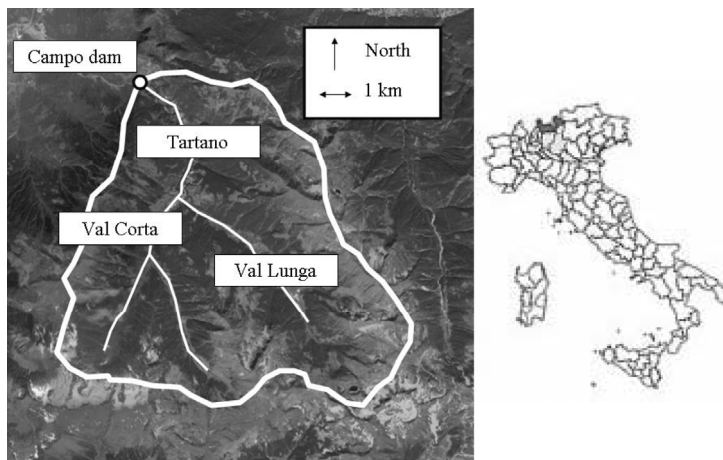 Campo dam
North
1 km
Tartano
Val Corta
Val Lunga